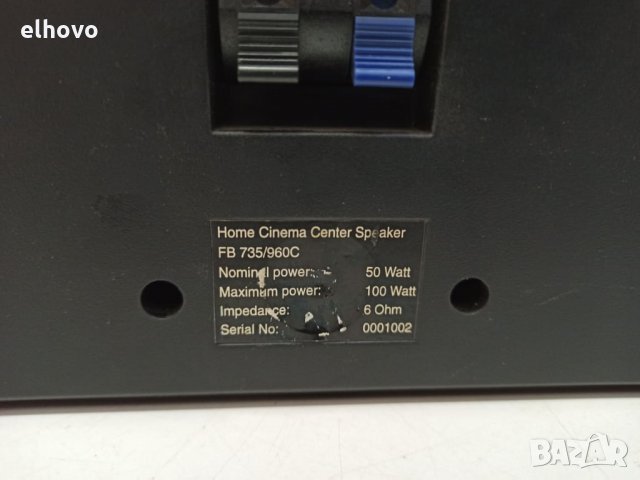 elhovo
Home Cinema Center Speaker
FB 735/960C
Nominal power: 50 Watt
Maximum power: 100 Watt
Impedance: 6 Ohm
Serial No: 0001002
BAZAR